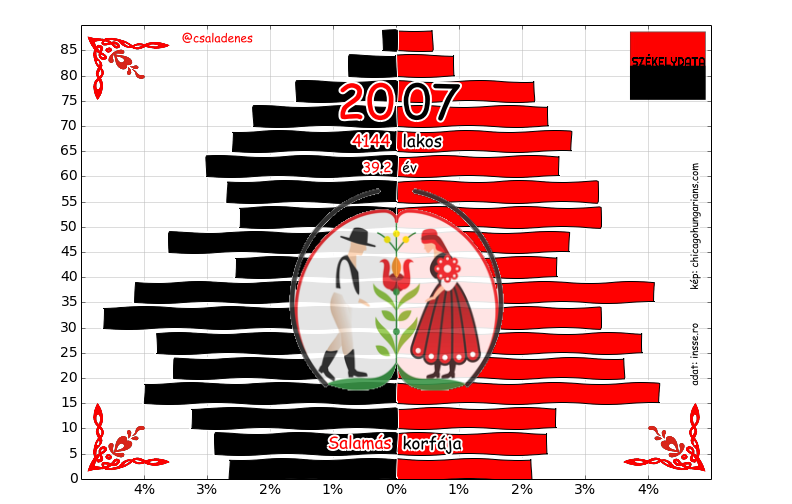 @csaladenes
SZÉKELYDATA
2007
4144 lakos
39.2 év
kép: chicagohungarians.com
adat: insse.ro
Salamás korfája
85
80
75
70
65
60
55
50
45
40
35
30
25
20
15
10
5
0
4% 3% 2% 1% 0% 1% 2% 3% 4%